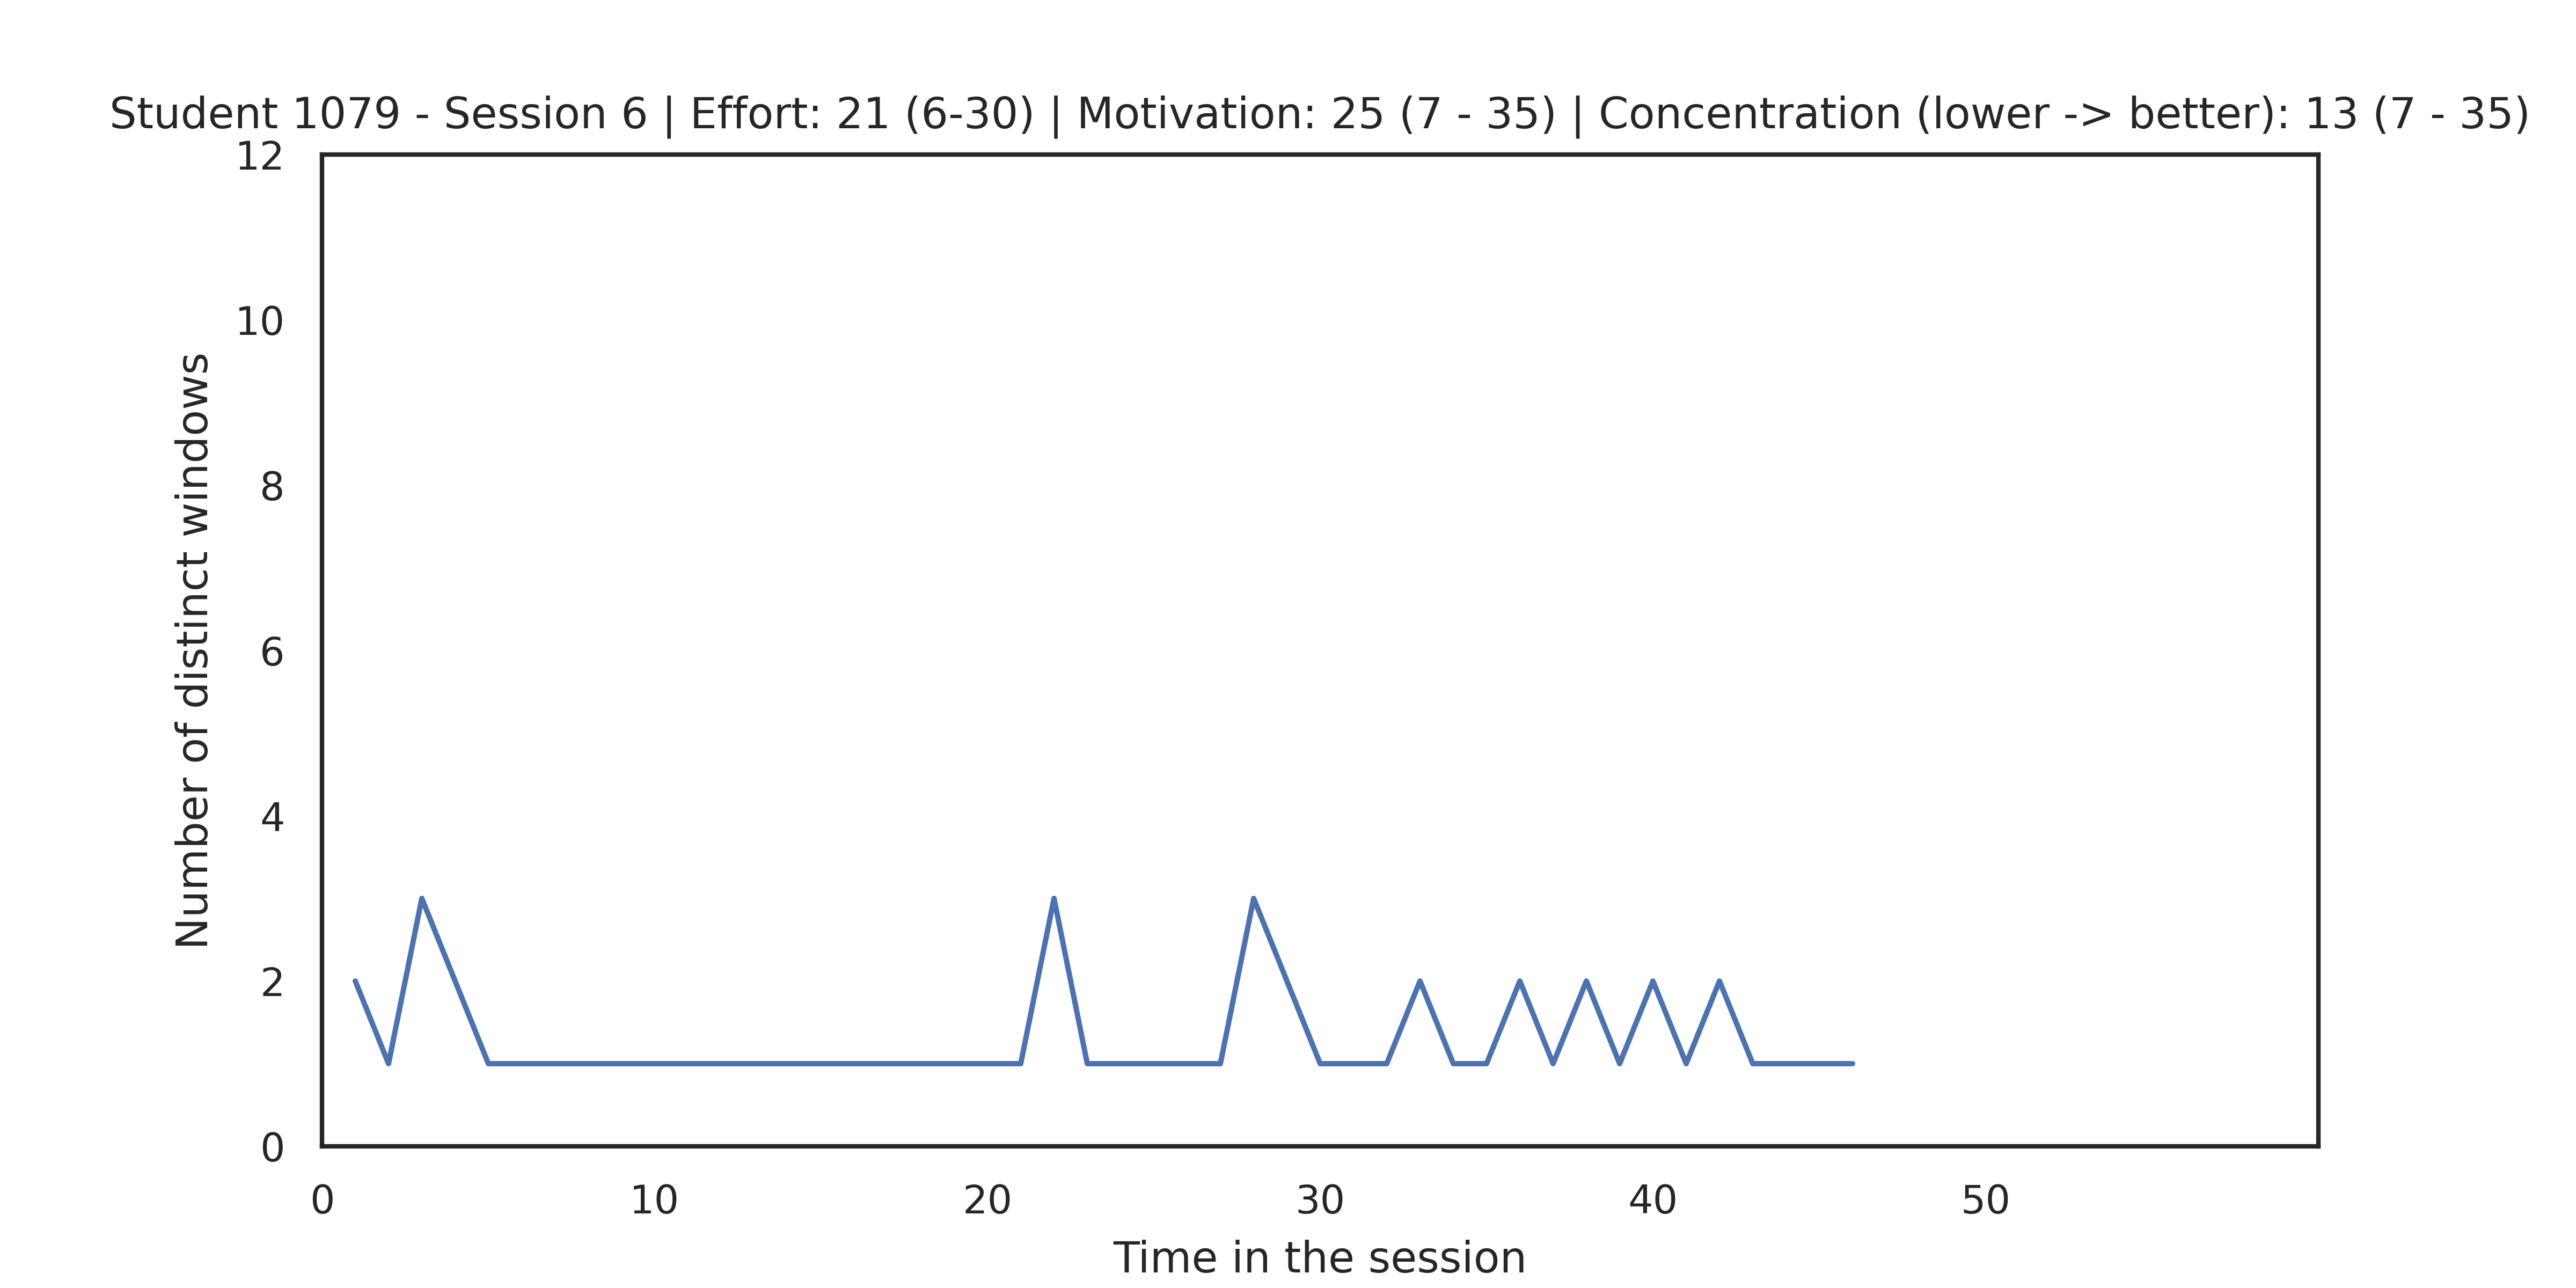 Student 1079 - Session 6 | Effort: 21 (6-30) | Motivation: 25 (7 - 35) | Concentration (lower -> better): 13 (7 - 35)
12
10
8
6
4
2
0
Number of distinct windows
0 10 20 30 40 50
Time in the session